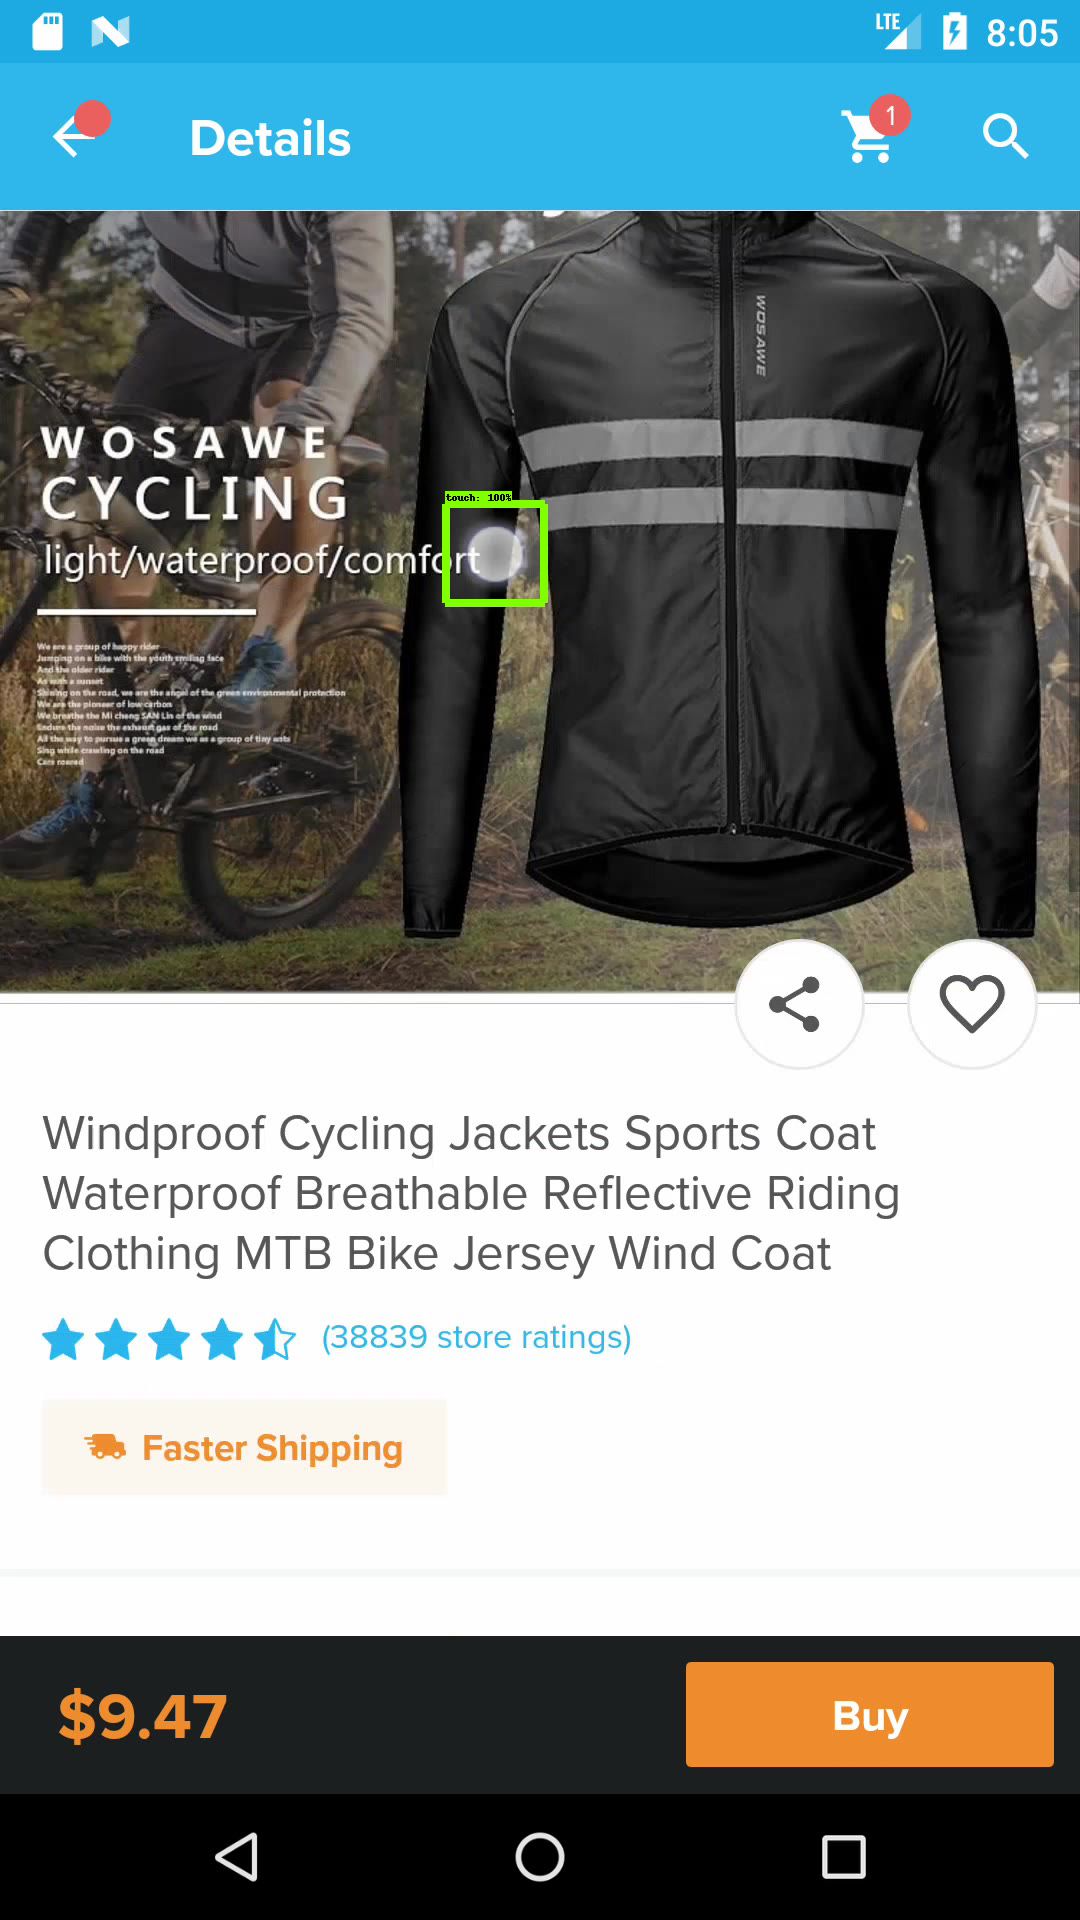 LTE 8:05
Details
1
WOSAWE
WOSAWE
CYCLING
touch: 100%
light/waterproof/comfort
We are a group of happy rider
Jumping on a bike with the youth smiling face
And the older rider
As with a sunset
Shining on the road, we are the angel of the green environmental protection
We are the pioneer of low carbon
We breathe the Mi cheng SAN Lin of the wind
Endure the noise the exhaust gas of the road
All the way to pursue a green dream we as a group of tiny ants
Sing while crawling on the road
Care roared
Windproof Cycling Jackets Sports Coat
Waterproof Breathable Reflective Riding
Clothing MTB Bike Jersey Wind Coat
(38839 store ratings)
Faster Shipping
$9.47
Buy